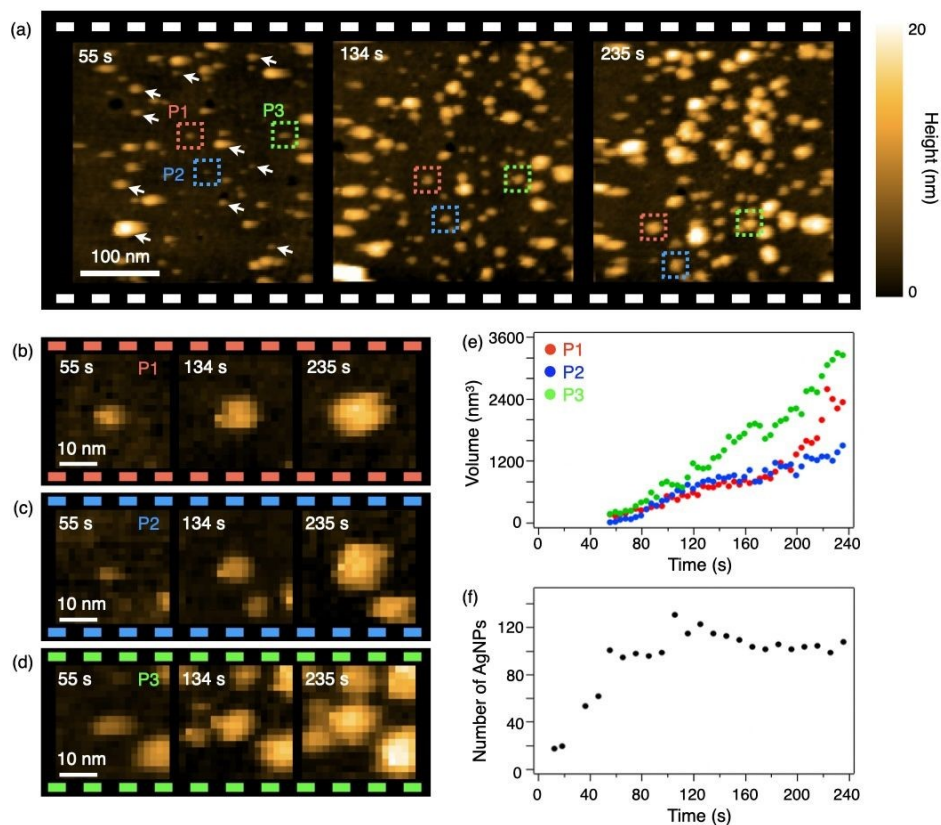 (a)
55 s
134 s
235 s
P1
P2
P3
100 nm
20
0
Height (nm)
(b)
55 s
P1
134 s
235 s
10 nm
(c)
55 s
P2
134 s
235 s
10 nm
(d)
55 s
P3
134 s
235 s
10 nm
(e)
3600
2400
1200
0
Volume (nm³)
P1
P2
P3
0 40 80 120 160 200 240
Time (s)
(f)
120
80
40
0
Number of AgNPs
0 40 80 120 160 200 240
Time (s)